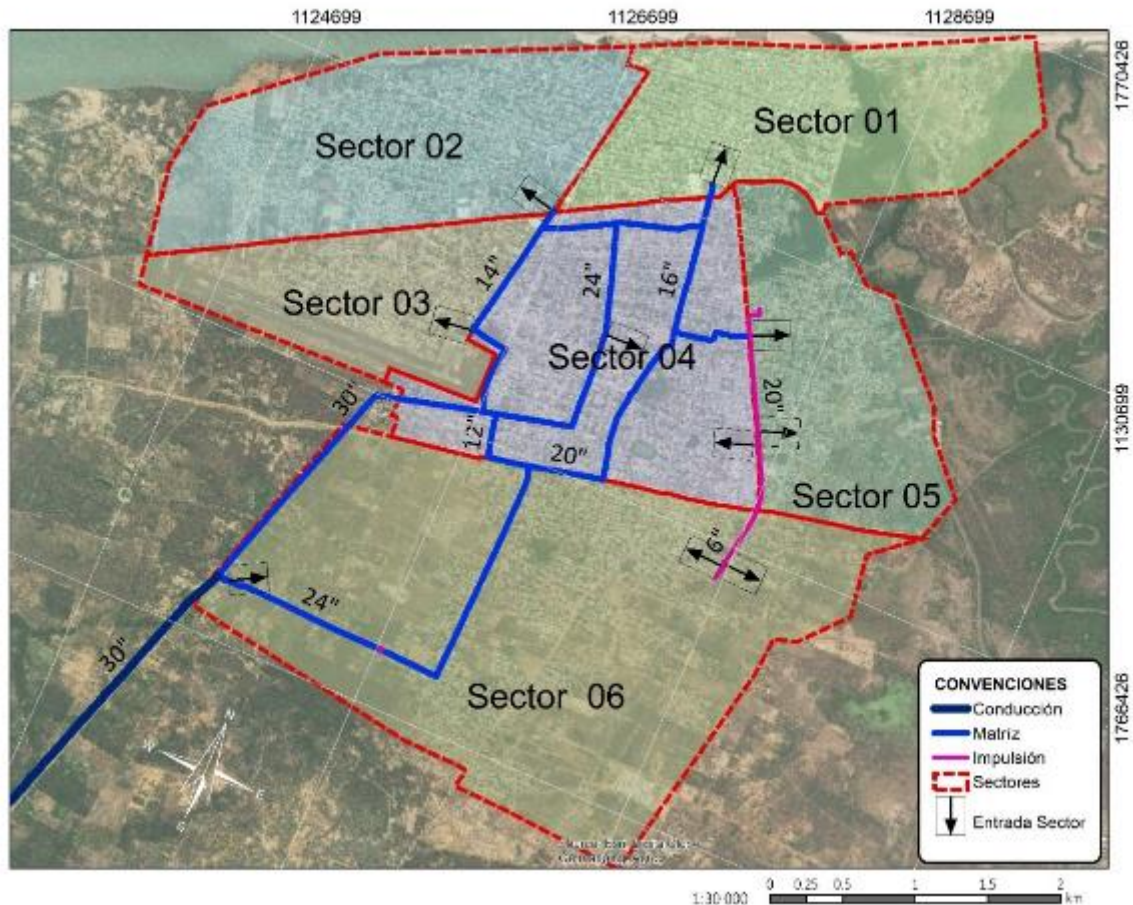 1124699
1126699
1128699
1770426
Sector 01
Sector 02
14"
24"
16"
Sector 03
Sector 04
30"
20"
1130699
12"
20"
Sector 05
6"
24"
30"
Sector 06
1766426
CONVENCIONES
Conducción
Matriz
Impulsión
Sectores
Entrada Sector
N
E
S
1:30·000
0 0.25 0.5 1 1.5 2
km